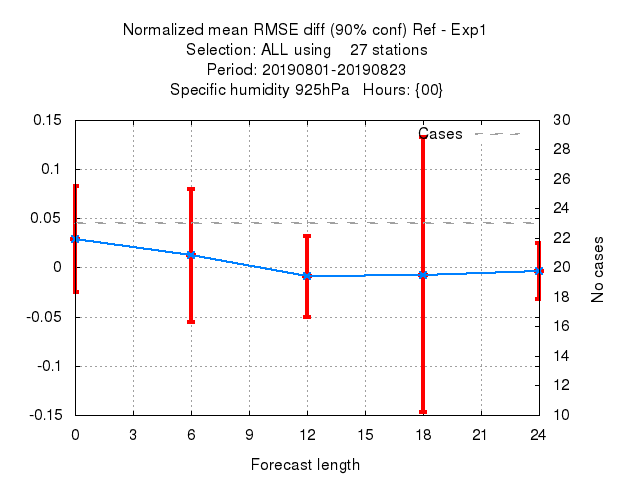 Normalized mean RMSE diff (90% conf) Ref - Exp1
Selection: ALL using 27 stations
Period: 20190801-20190823
Specific humidity 925hPa Hours: {00}
Cases
0.15
0.1
0.05
0
-0.05
-0.1
-0.15
30
28
26
24
22
20
18
16
14
12
10
No cases
0 3 6 9 12 15 18 21 24
Forecast length